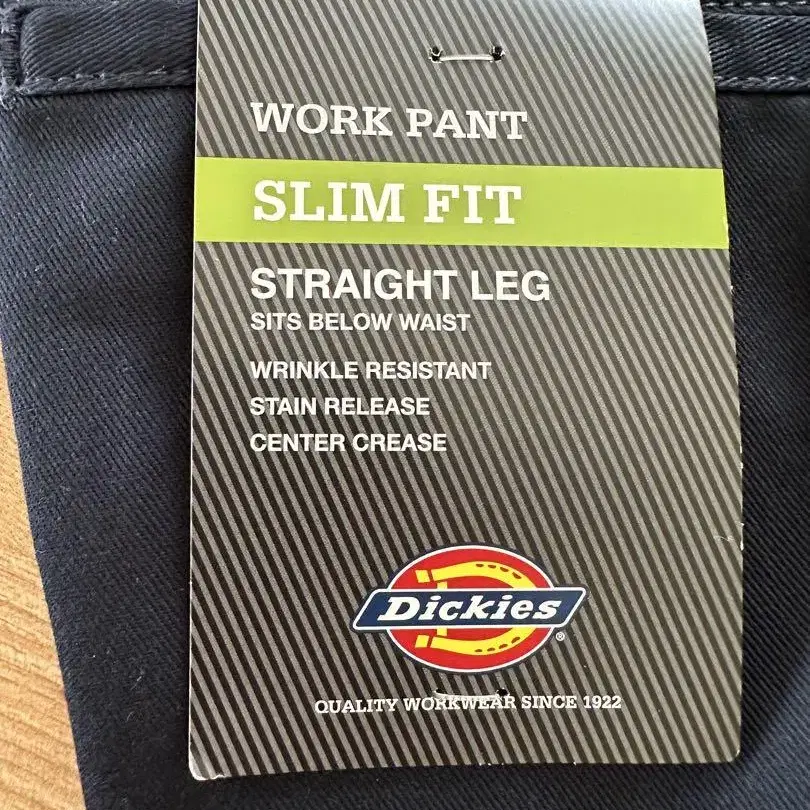 WORK PANT
SLIM FIT
STRAIGHT LEG
SITS BELOW WAIST
WRINKLE RESISTANT
STAIN RELEASE
CENTER CREASE
Dickies®
QUALITY WORKWEAR SINCE 1922